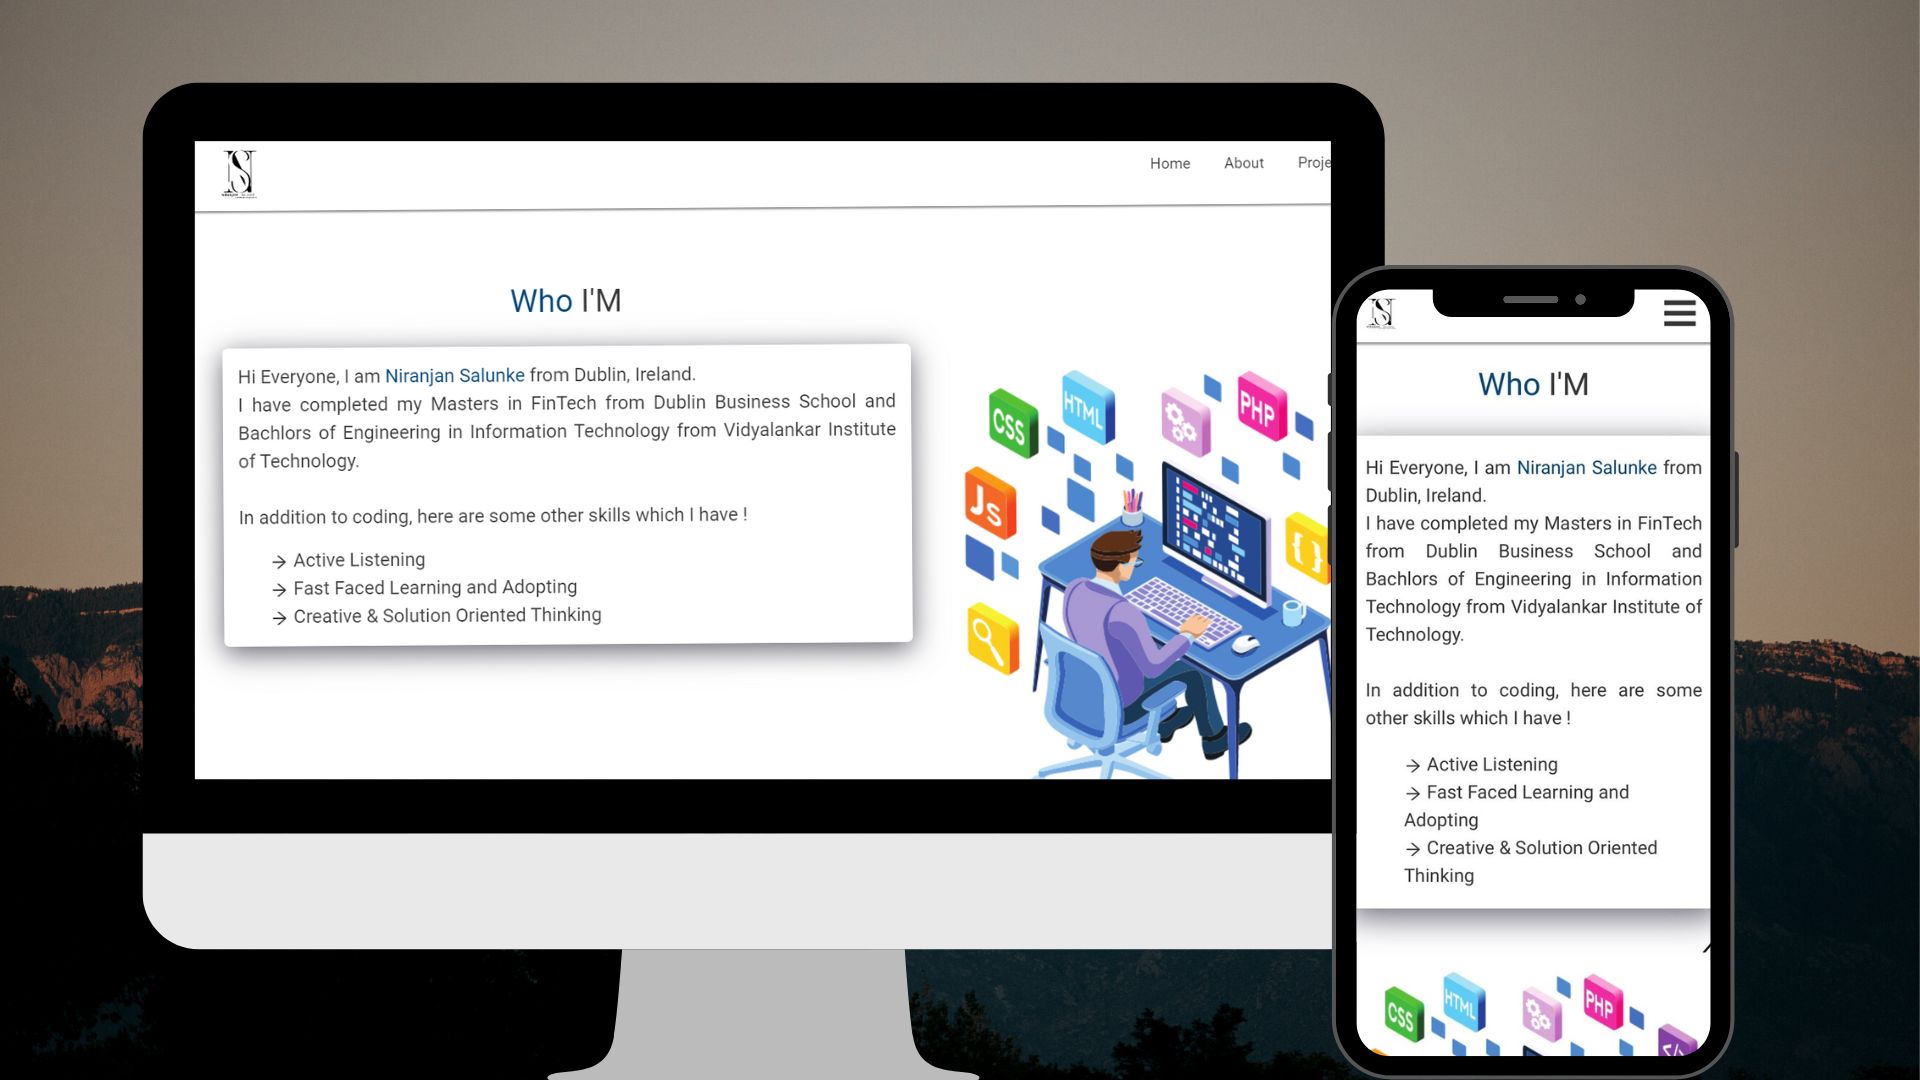 Home About Proje
Who I'M
Hi Everyone, I am Niranjan Salunke from Dublin, Ireland.
I have completed my Masters in FinTech from Dublin Business School and
Bachlors of Engineering in Information Technology from Vidyalankar Institute
of Technology.
In addition to coding, here are some other skills which I have !
→ Active Listening
→ Fast Faced Learning and Adopting
→ Creative & Solution Oriented Thinking
CSS
HTML
PHP
Js
{ }
Who I'M
Hi Everyone, I am Niranjan Salunke from
Dublin, Ireland.
I have completed my Masters in FinTech
from Dublin Business School and
Bachlors of Engineering in Information
Technology from Vidyalankar Institute of
Technology.
In addition to coding, here are some
other skills which I have !
→ Active Listening
→ Fast Faced Learning and
Adopting
→ Creative & Solution Oriented
Thinking
CSS
HTML
PHP
</>